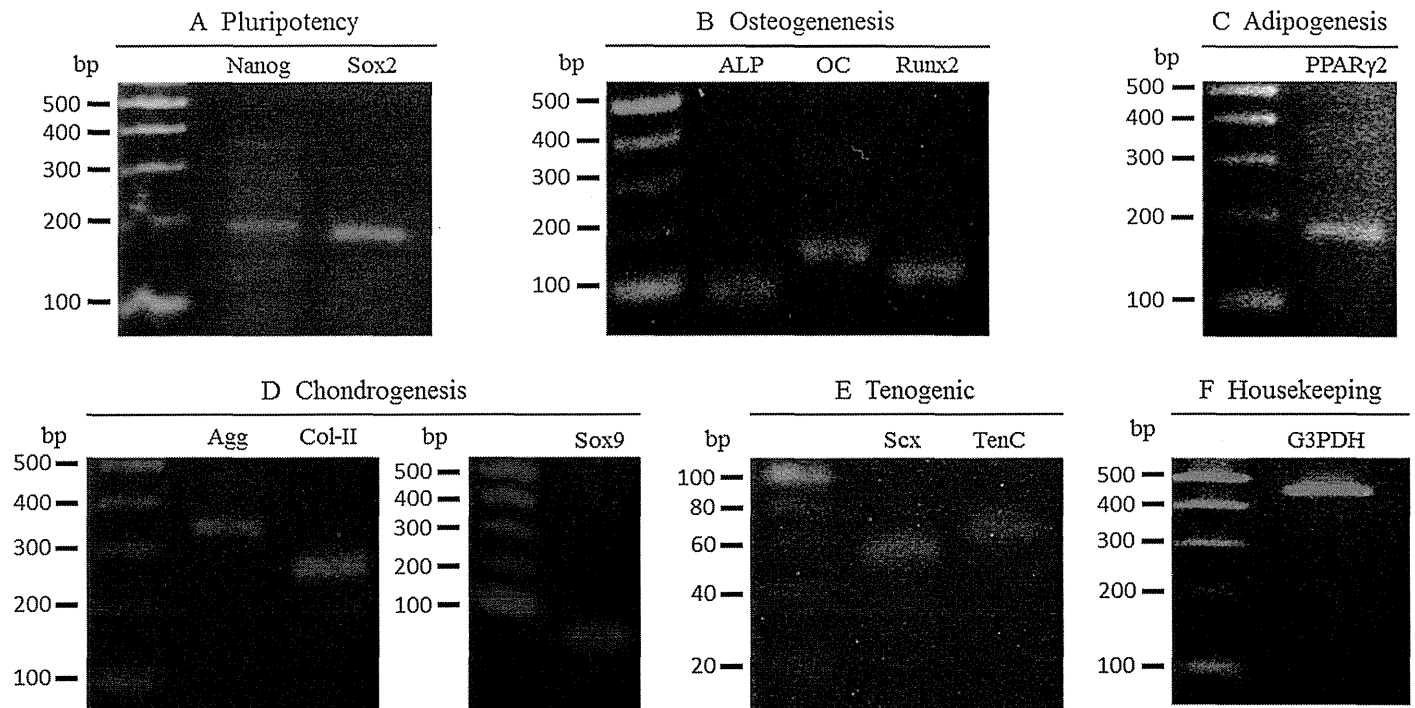 A Pluripotency
bp
Nanog
Sox2
500
400
300
200
100
B Osteogenenesis
bp
ALP
OC
Runx2
500
400
300
200
100
C Adipogenesis
bp
PPARγ2
500
400
300
200
100
D Chondrogenesis
bp
Agg
Col-II
500
400
300
200
100
bp
Sox9
500
400
300
200
100
E Tenogenic
bp
Scx
TenC
100
80
60
40
20
F Housekeeping
bp
G3PDH
500
400
300
200
100